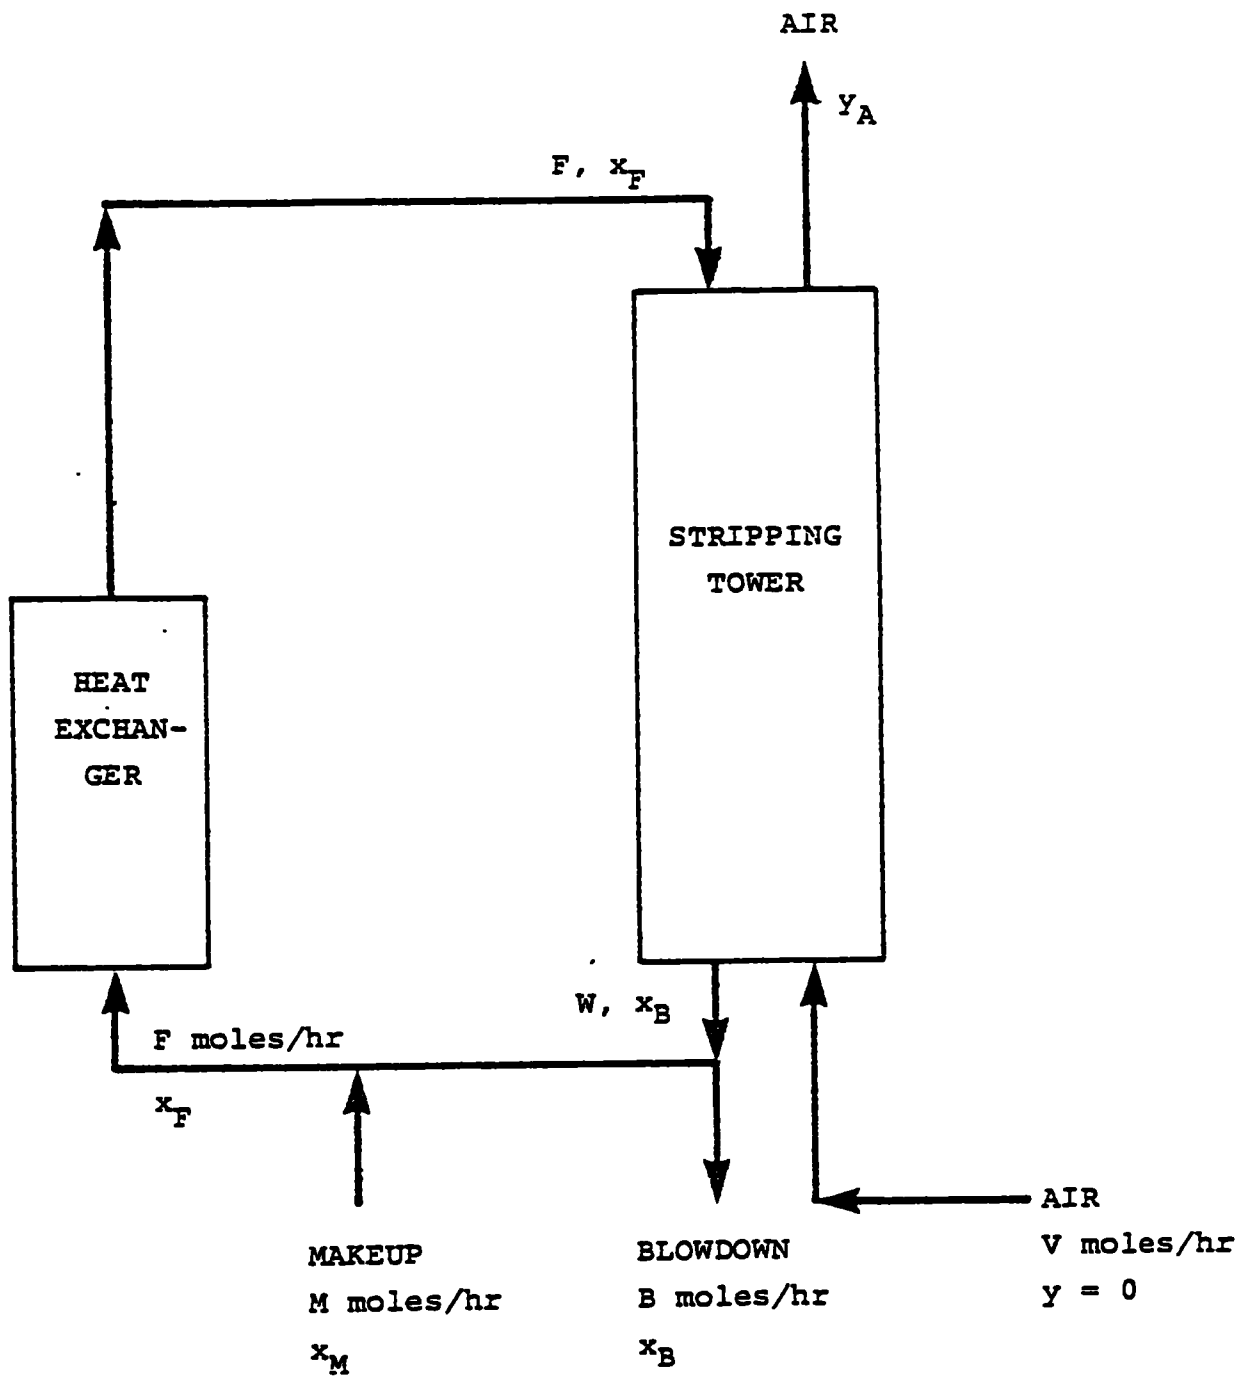 AIR
y_A
F, x_F
STRIPPING
TOWER
HEAT
EXCHAN-
GER
W, x_B
F moles/hr
x_F
MAKEUP
M moles/hr
x_M
BLOWDOWN
B moles/hr
x_B
AIR
V moles/hr
y = 0